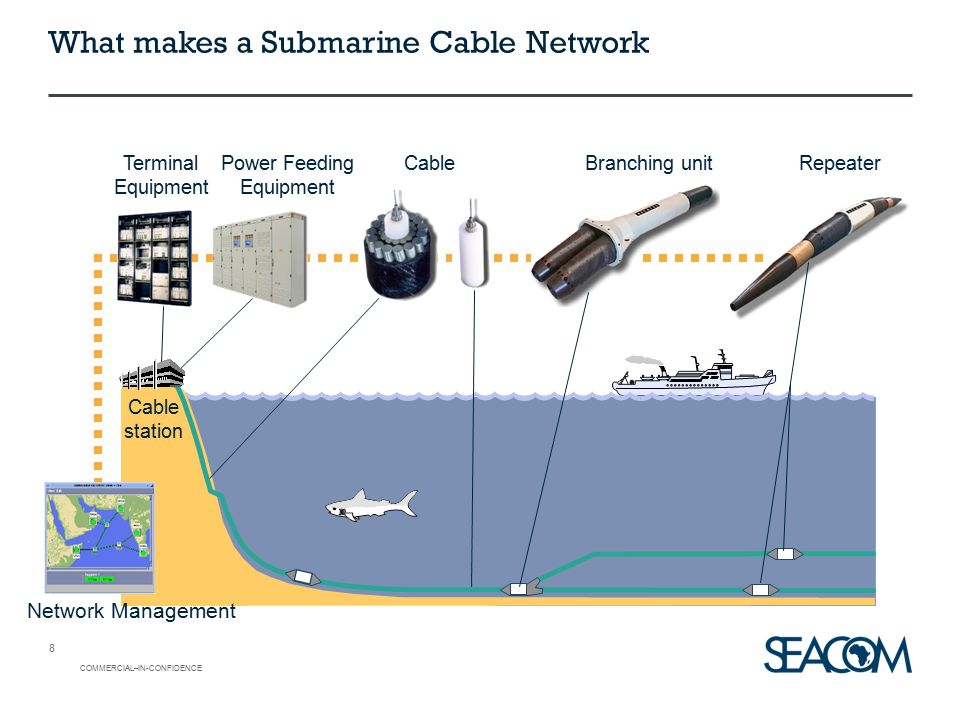 What makes a Submarine Cable Network
Terminal
Equipment
Power Feeding
Equipment
Cable
Branching unit
Repeater
Cable
station
Network Management
8
COMMERCIAL–IN-CONFIDENCE
SEACOM